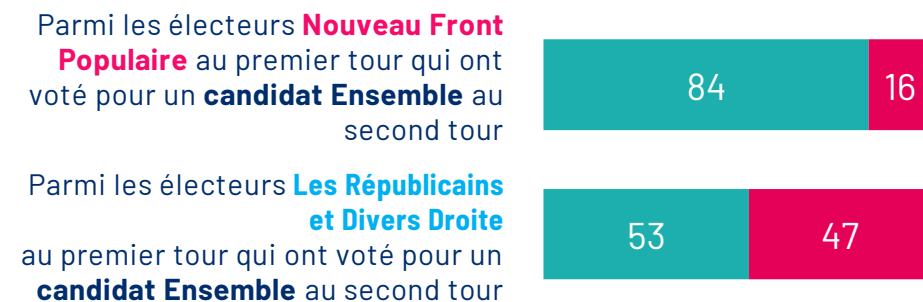 Parmi les électeurs Nouveau Front
Populaire au premier tour qui ont
voté pour un candidat Ensemble au
second tour
84 16
Parmi les électeurs Les Républicains
et Divers Droite
au premier tour qui ont voté pour un
candidat Ensemble au second tour
53 47